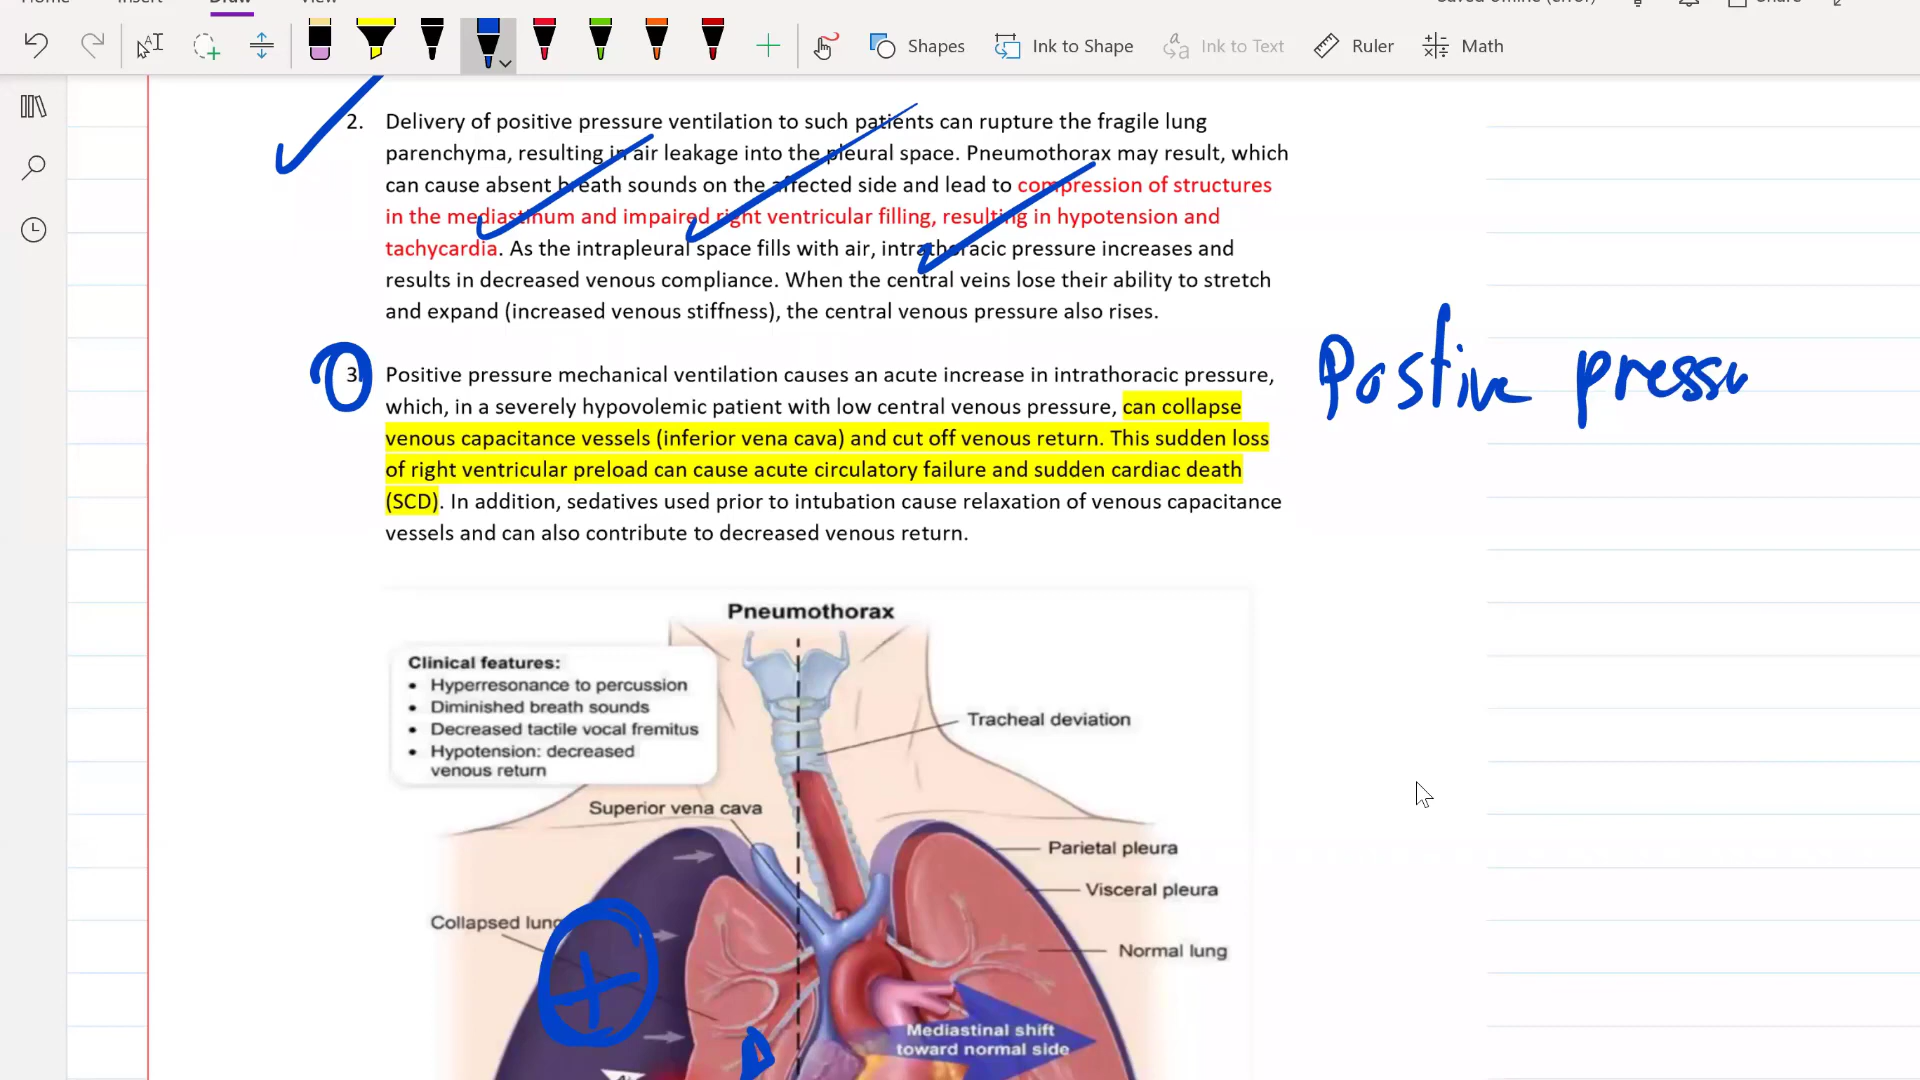 Home Insert Draw View Saved online (error) Share
Shapes Ink to Shape Ink to Text Ruler Math
2. Delivery of positive pressure ventilation to such patients can rupture the fragile lung
parenchyma, resulting in air leakage into the pleural space. Pneumothorax may result, which
can cause absent breath sounds on the affected side and lead to compression of structures
in the mediastinum and impaired right ventricular filling, resulting in hypotension and
tachycardia. As the intrapleural space fills with air, intrathoracic pressure increases and
results in decreased venous compliance. When the central veins lose their ability to stretch
and expand (increased venous stiffness), the central venous pressure also rises.
3. Positive pressure mechanical ventilation causes an acute increase in intrathoracic pressure,
which, in a severely hypovolemic patient with low central venous pressure, can collapse
venous capacitance vessels (inferior vena cava) and cut off venous return. This sudden loss
of right ventricular preload can cause acute circulatory failure and sudden cardiac death
(SCD). In addition, sedatives used prior to intubation cause relaxation of venous capacitance
vessels and can also contribute to decreased venous return.
Postive pressu
Pneumothorax
Clinical features:
• Hyperresonance to percussion
• Diminished breath sounds
• Decreased tactile vocal fremitus
• Hypotension: decreased
venous return
Tracheal deviation
Superior vena cava
Parietal pleura
Visceral pleura
Collapsed lung
Normal lung
Mediastinal shift
toward normal side